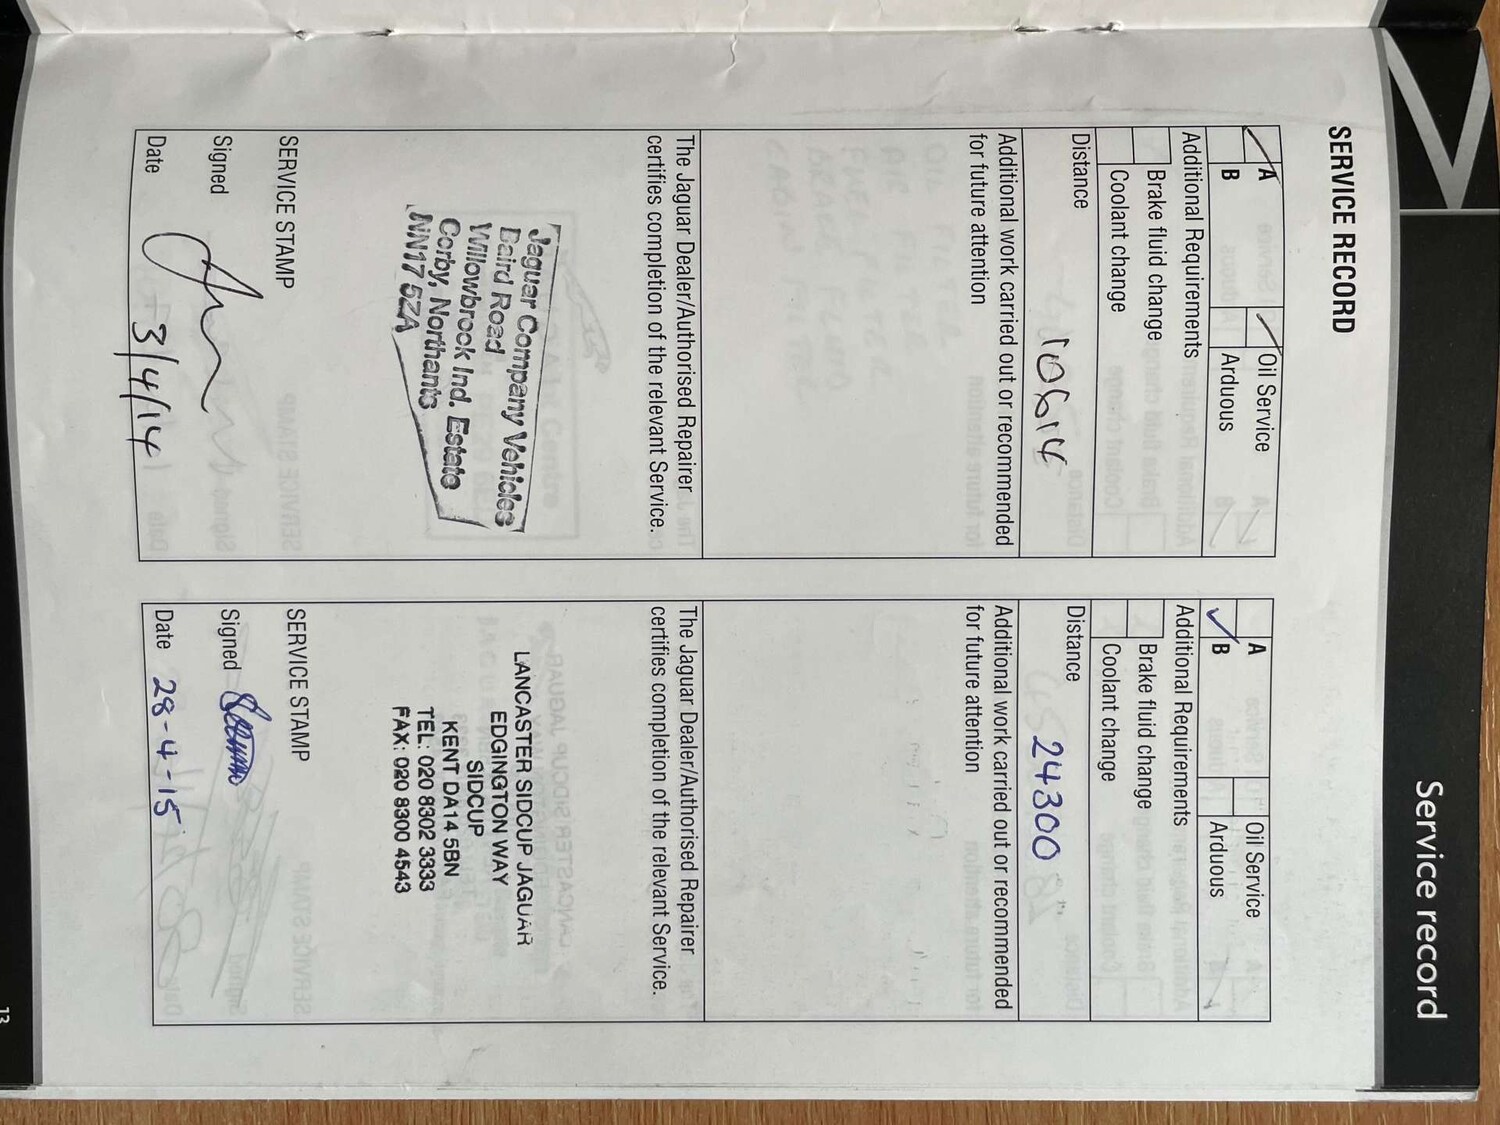 Service record
SERVICE RECORD
A
Oil Service
B
Arduous
Additional Requirements
Brake fluid change
Coolant change
Distance 10614
Additional work carried out or recommended
for future attention
The Jaguar Dealer/Authorised Repairer
certifies completion of the relevant Service.
Jaguar Company Vehicles
Baird Road
Willowbrook Ind. Estate
Corby, Northants
NN17 5ZA
SERVICE STAMP
Signed
Date 3/4/14
A
Oil Service
B
Arduous
Additional Requirements
Brake fluid change
Coolant change
Distance 24300
Additional work carried out or recommended
for future attention
The Jaguar Dealer/Authorised Repairer
certifies completion of the relevant Service.
LANCASTER SIDCUP JAGUAR
EDGINGTON WAY
SIDCUP
KENT DA14 5BN
TEL: 020 8302 3333
FAX: 020 8300 4543
SERVICE STAMP
Signed
Date 28-4-15
13